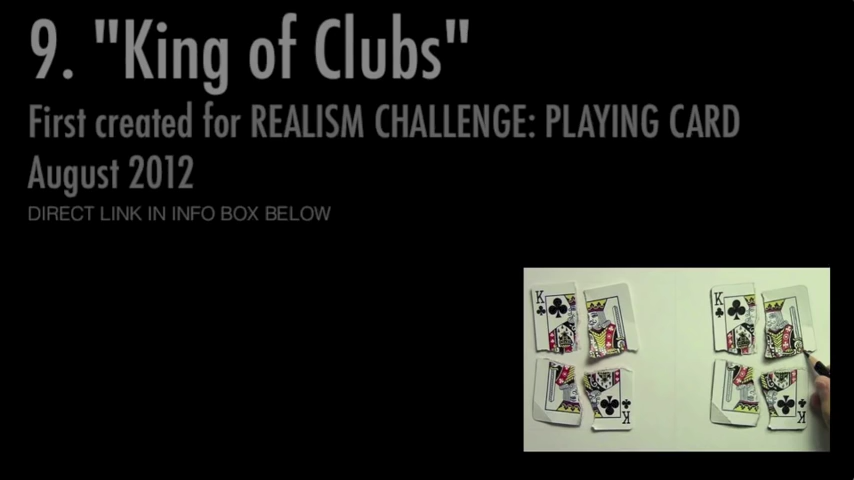 9. "King of Clubs"
First created for REALISM CHALLENGE: PLAYING CARD
August 2012
DIRECT LINK IN INFO BOX BELOW
K
K
K
K